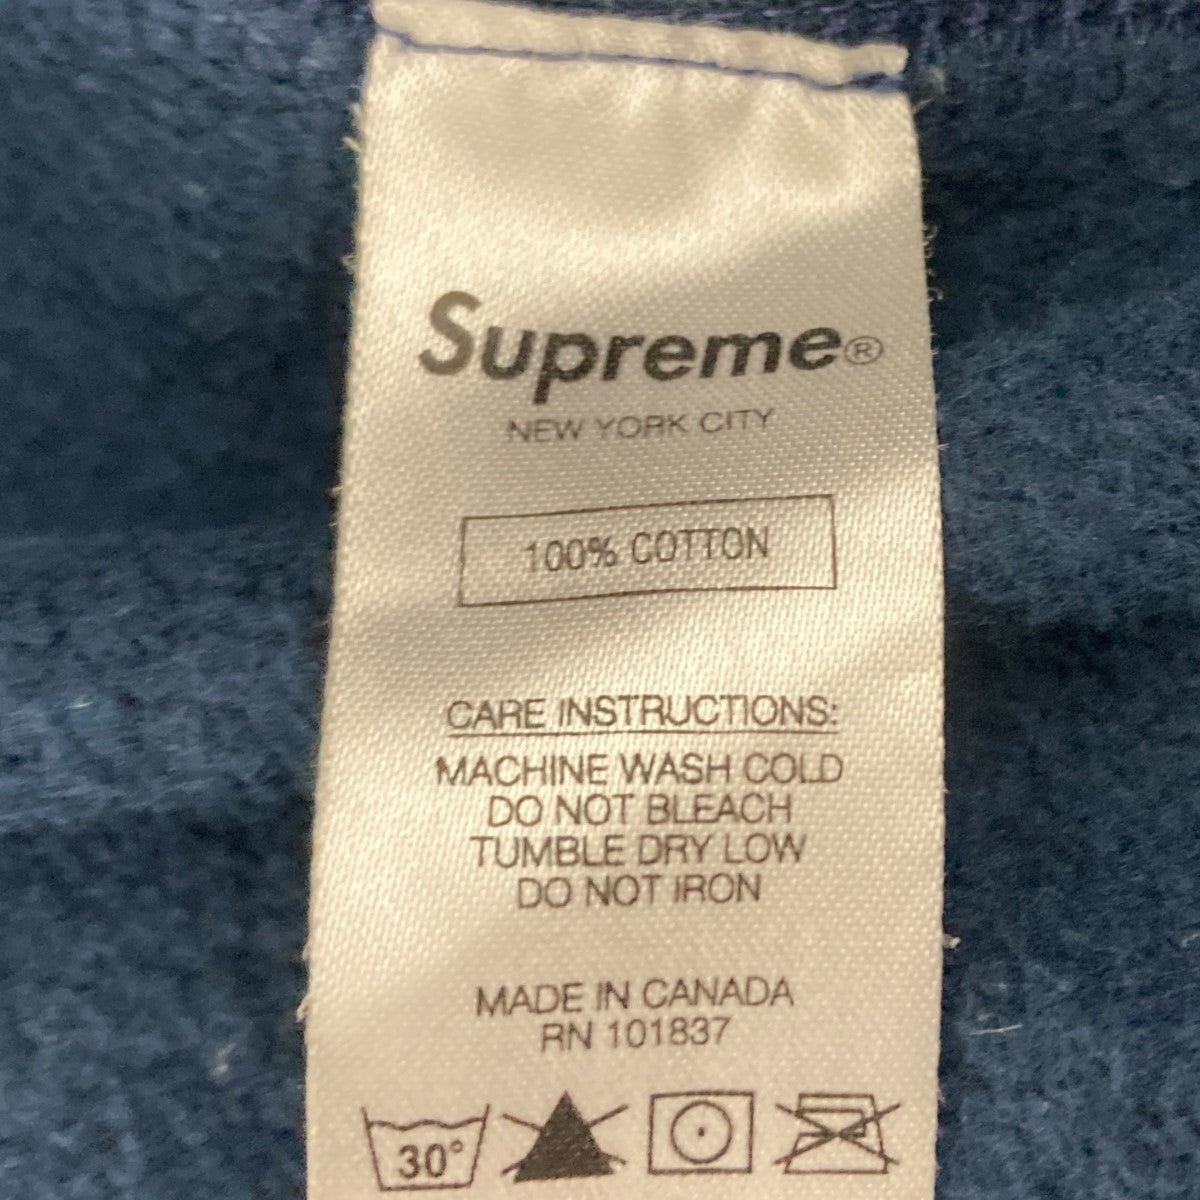 Supreme®
NEW YORK CITY
100% COTTON
CARE INSTRUCTIONS:
MACHINE WASH COLD
DO NOT BLEACH
TUMBLE DRY LOW
DO NOT IRON
MADE IN CANADA
RN 101837
30°